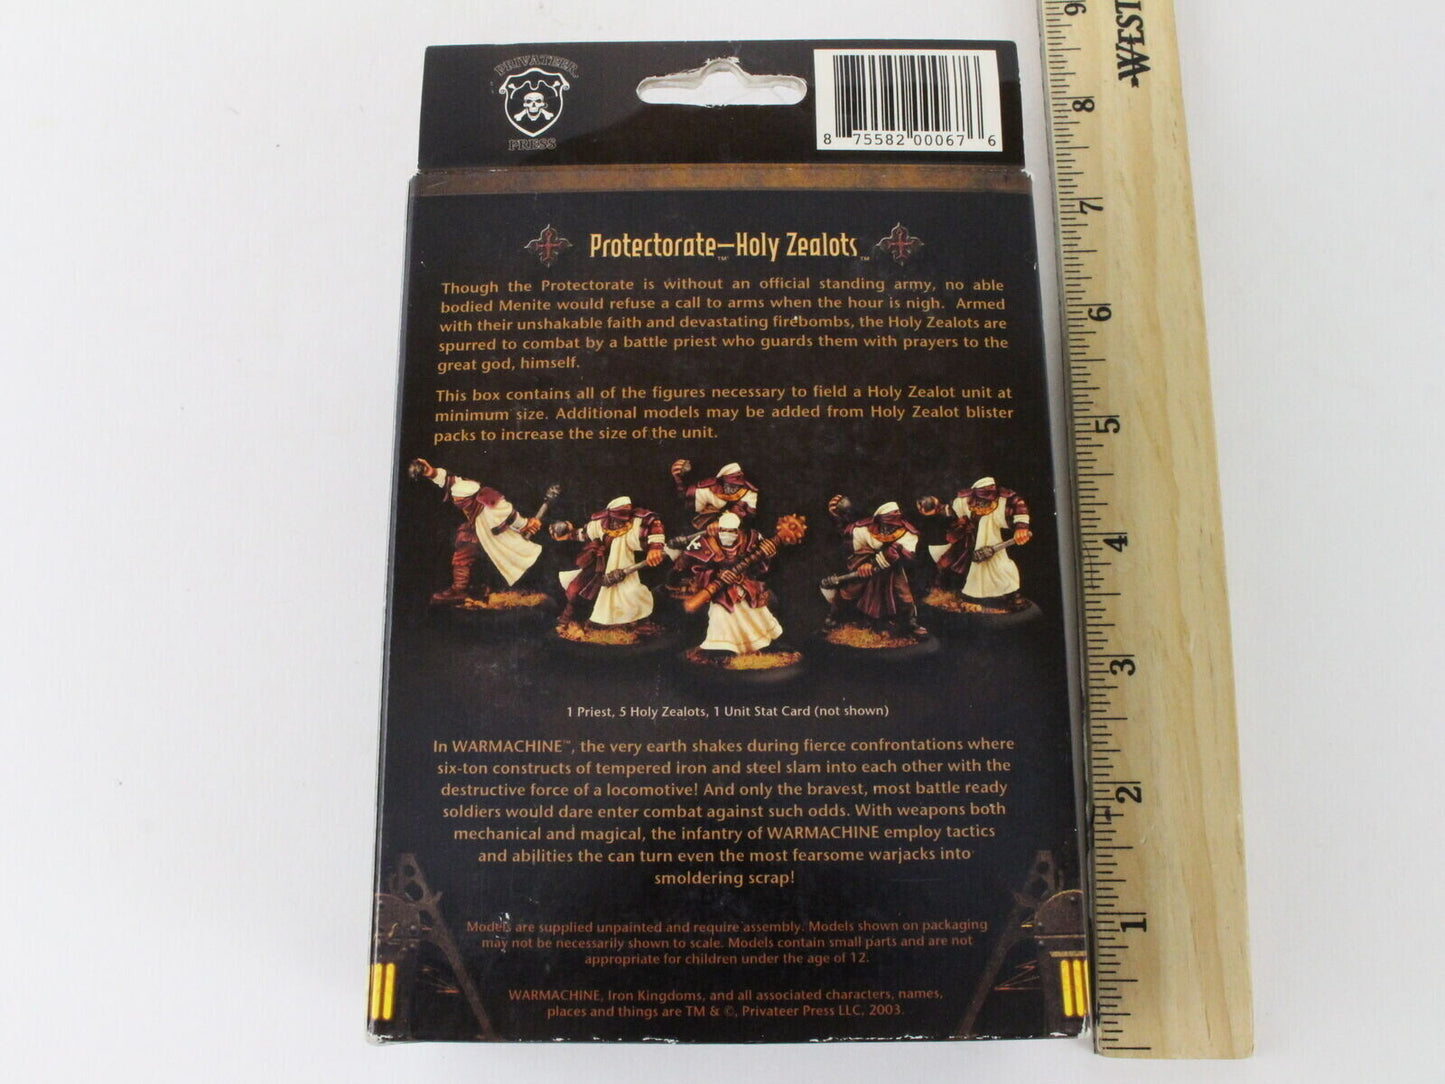 PRIVATEER
PRESS
8 75582 00067 6
Protectorate—Holy Zealots™
Though the Protectorate is without an official standing army, no able
bodied Menite would refuse a call to arms when the hour is nigh. Armed
with their unshakable faith and devastating firebombs, the Holy Zealots are
spurred to combat by a battle priest who guards them with prayers to the
great god, himself.
This box contains all of the figures necessary to field a Holy Zealot unit at
minimum size. Additional models may be added from Holy Zealot blister
packs to increase the size of the unit.
1 Priest, 5 Holy Zealots, 1 Unit Stat Card (not shown)
In WARMACHINE™, the very earth shakes during fierce confrontations where
six-ton constructs of tempered iron and steel slam into each other with the
destructive force of a locomotive! And only the bravest, most battle ready
soldiers would dare enter combat against such odds. With weapons both
mechanical and magical, the infantry of WARMACHINE employ tactics
and abilities the can turn even the most fearsome warjacks into
smoldering scrap!
Models are supplied unpainted and require assembly. Models shown on packaging
may not be necessarily shown to scale. Models contain small parts and are not
appropriate for children under the age of 12.
WARMACHINE, Iron Kingdoms, and all associated characters, names,
places and things are TM & ©, Privateer Press LLC, 2003.
8
7
6
5
4
3
2
1